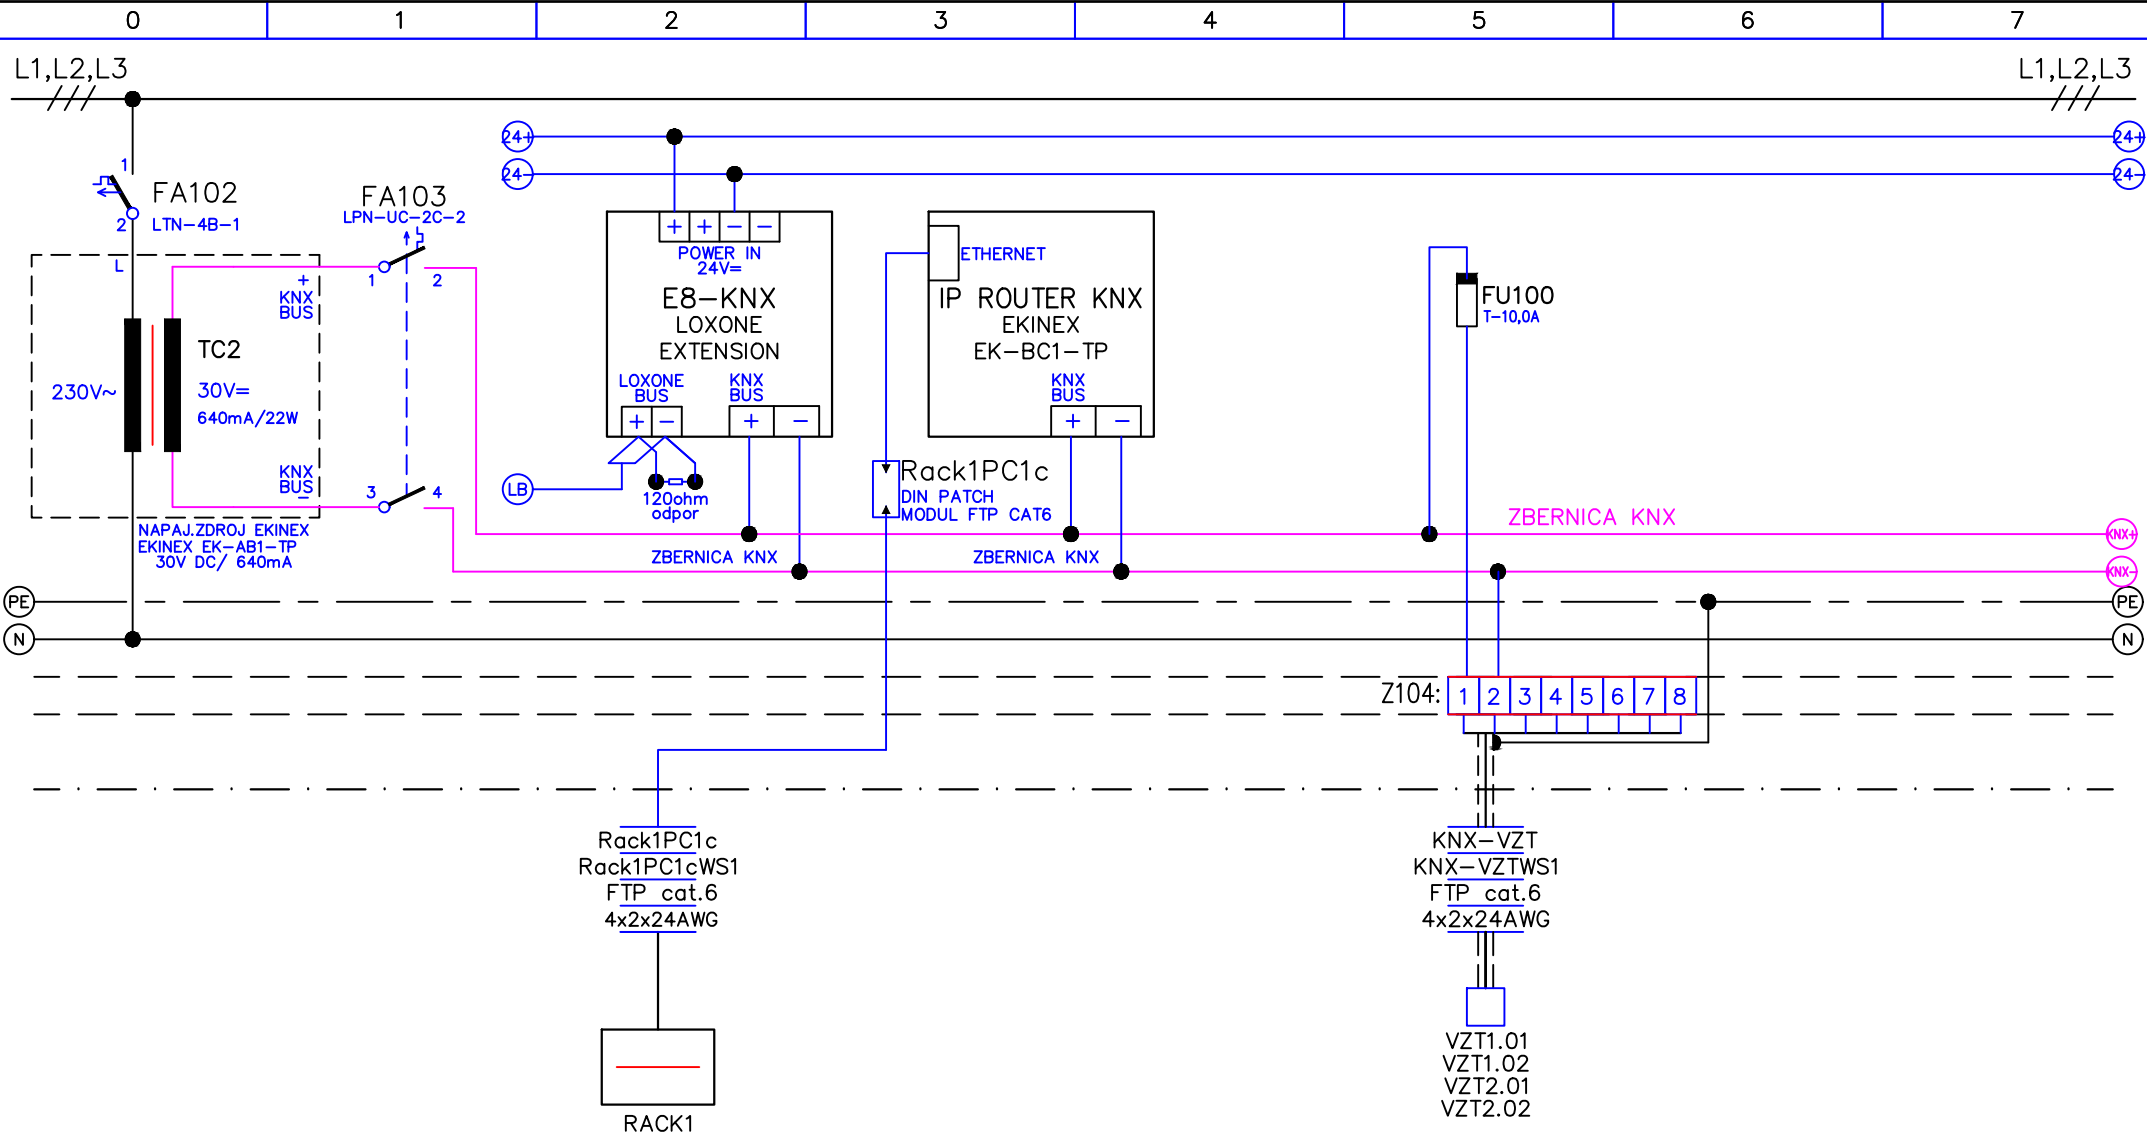 0 1 2 3 4 5 6 7
L1,L2,L3
L1,L2,L3
24+
24+
24-
24-
1
FA102
2
LTN-4B-1
FA103
LPN-UC-2C-2
1
2
3
4
L
+
KNX
BUS
TC2
230V~
30V=
640mA/22W
KNX
BUS
-
NAPAJ.ZDROJ EKINEX
EKINEX EK-AB1-TP
30V DC/ 640mA
+ + - -
POWER IN
24V=
E8-KNX
LOXONE
EXTENSION
LOXONE
BUS
KNX
BUS
+ -
+ -
LB
120ohm
odpor
ZBERNICA KNX
ETHERNET
IP ROUTER KNX
EKINEX
EK-BC1-TP
KNX
BUS
+ -
Rack1PC1c
DIN PATCH
MODUL FTP CAT6
ZBERNICA KNX
FU100
T-10,0A
ZBERNICA KNX
KNX+
KNX-
PE
PE
N
N
Z104: 1 2 3 4 5 6 7 8
Rack1PC1c
Rack1PC1cWS1
FTP cat.6
4x2x24AWG
RACK1
KNX-VZT
KNX-VZTWS1
FTP cat.6
4x2x24AWG
VZT1.01
VZT1.02
VZT2.01
VZT2.02